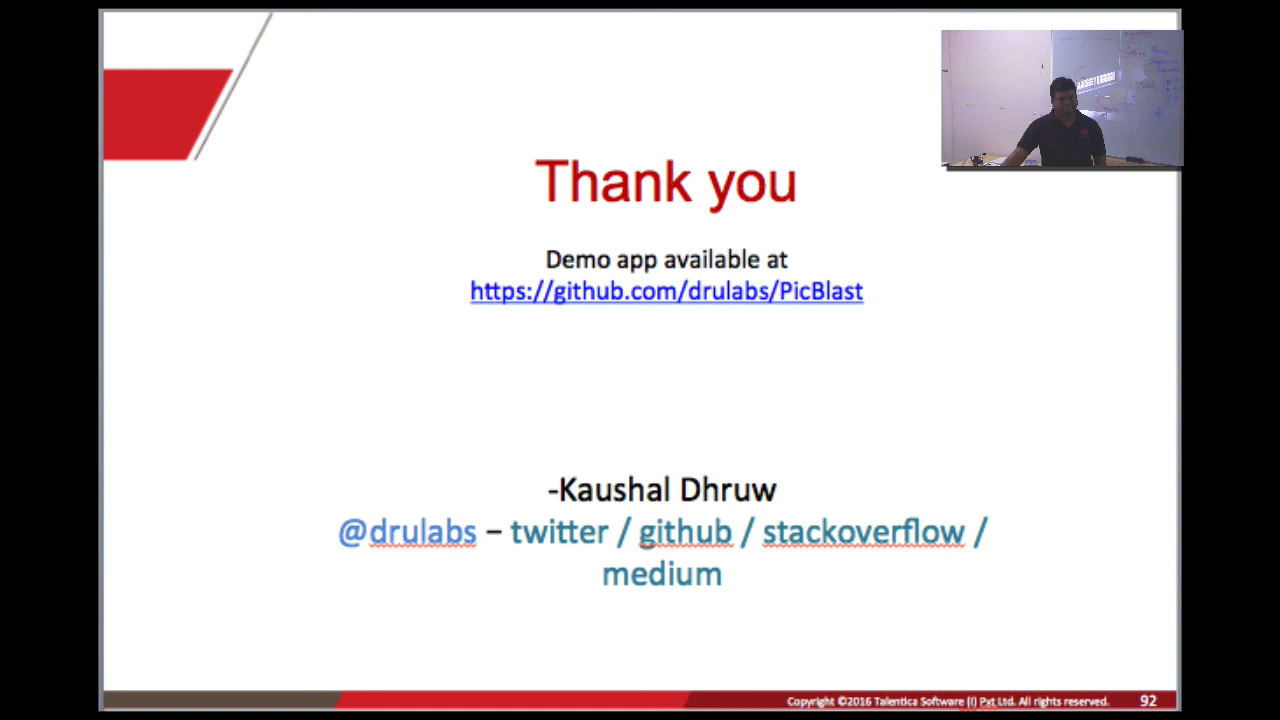 Thank you
Demo app available at
https://github.com/drulabs/PicBlast
-Kaushal Dhruw
@drulabs – twitter / github / stackoverflow /
medium
Copyright ©2016 Talentica Software (I) Pvt Ltd. All rights reserved. 92